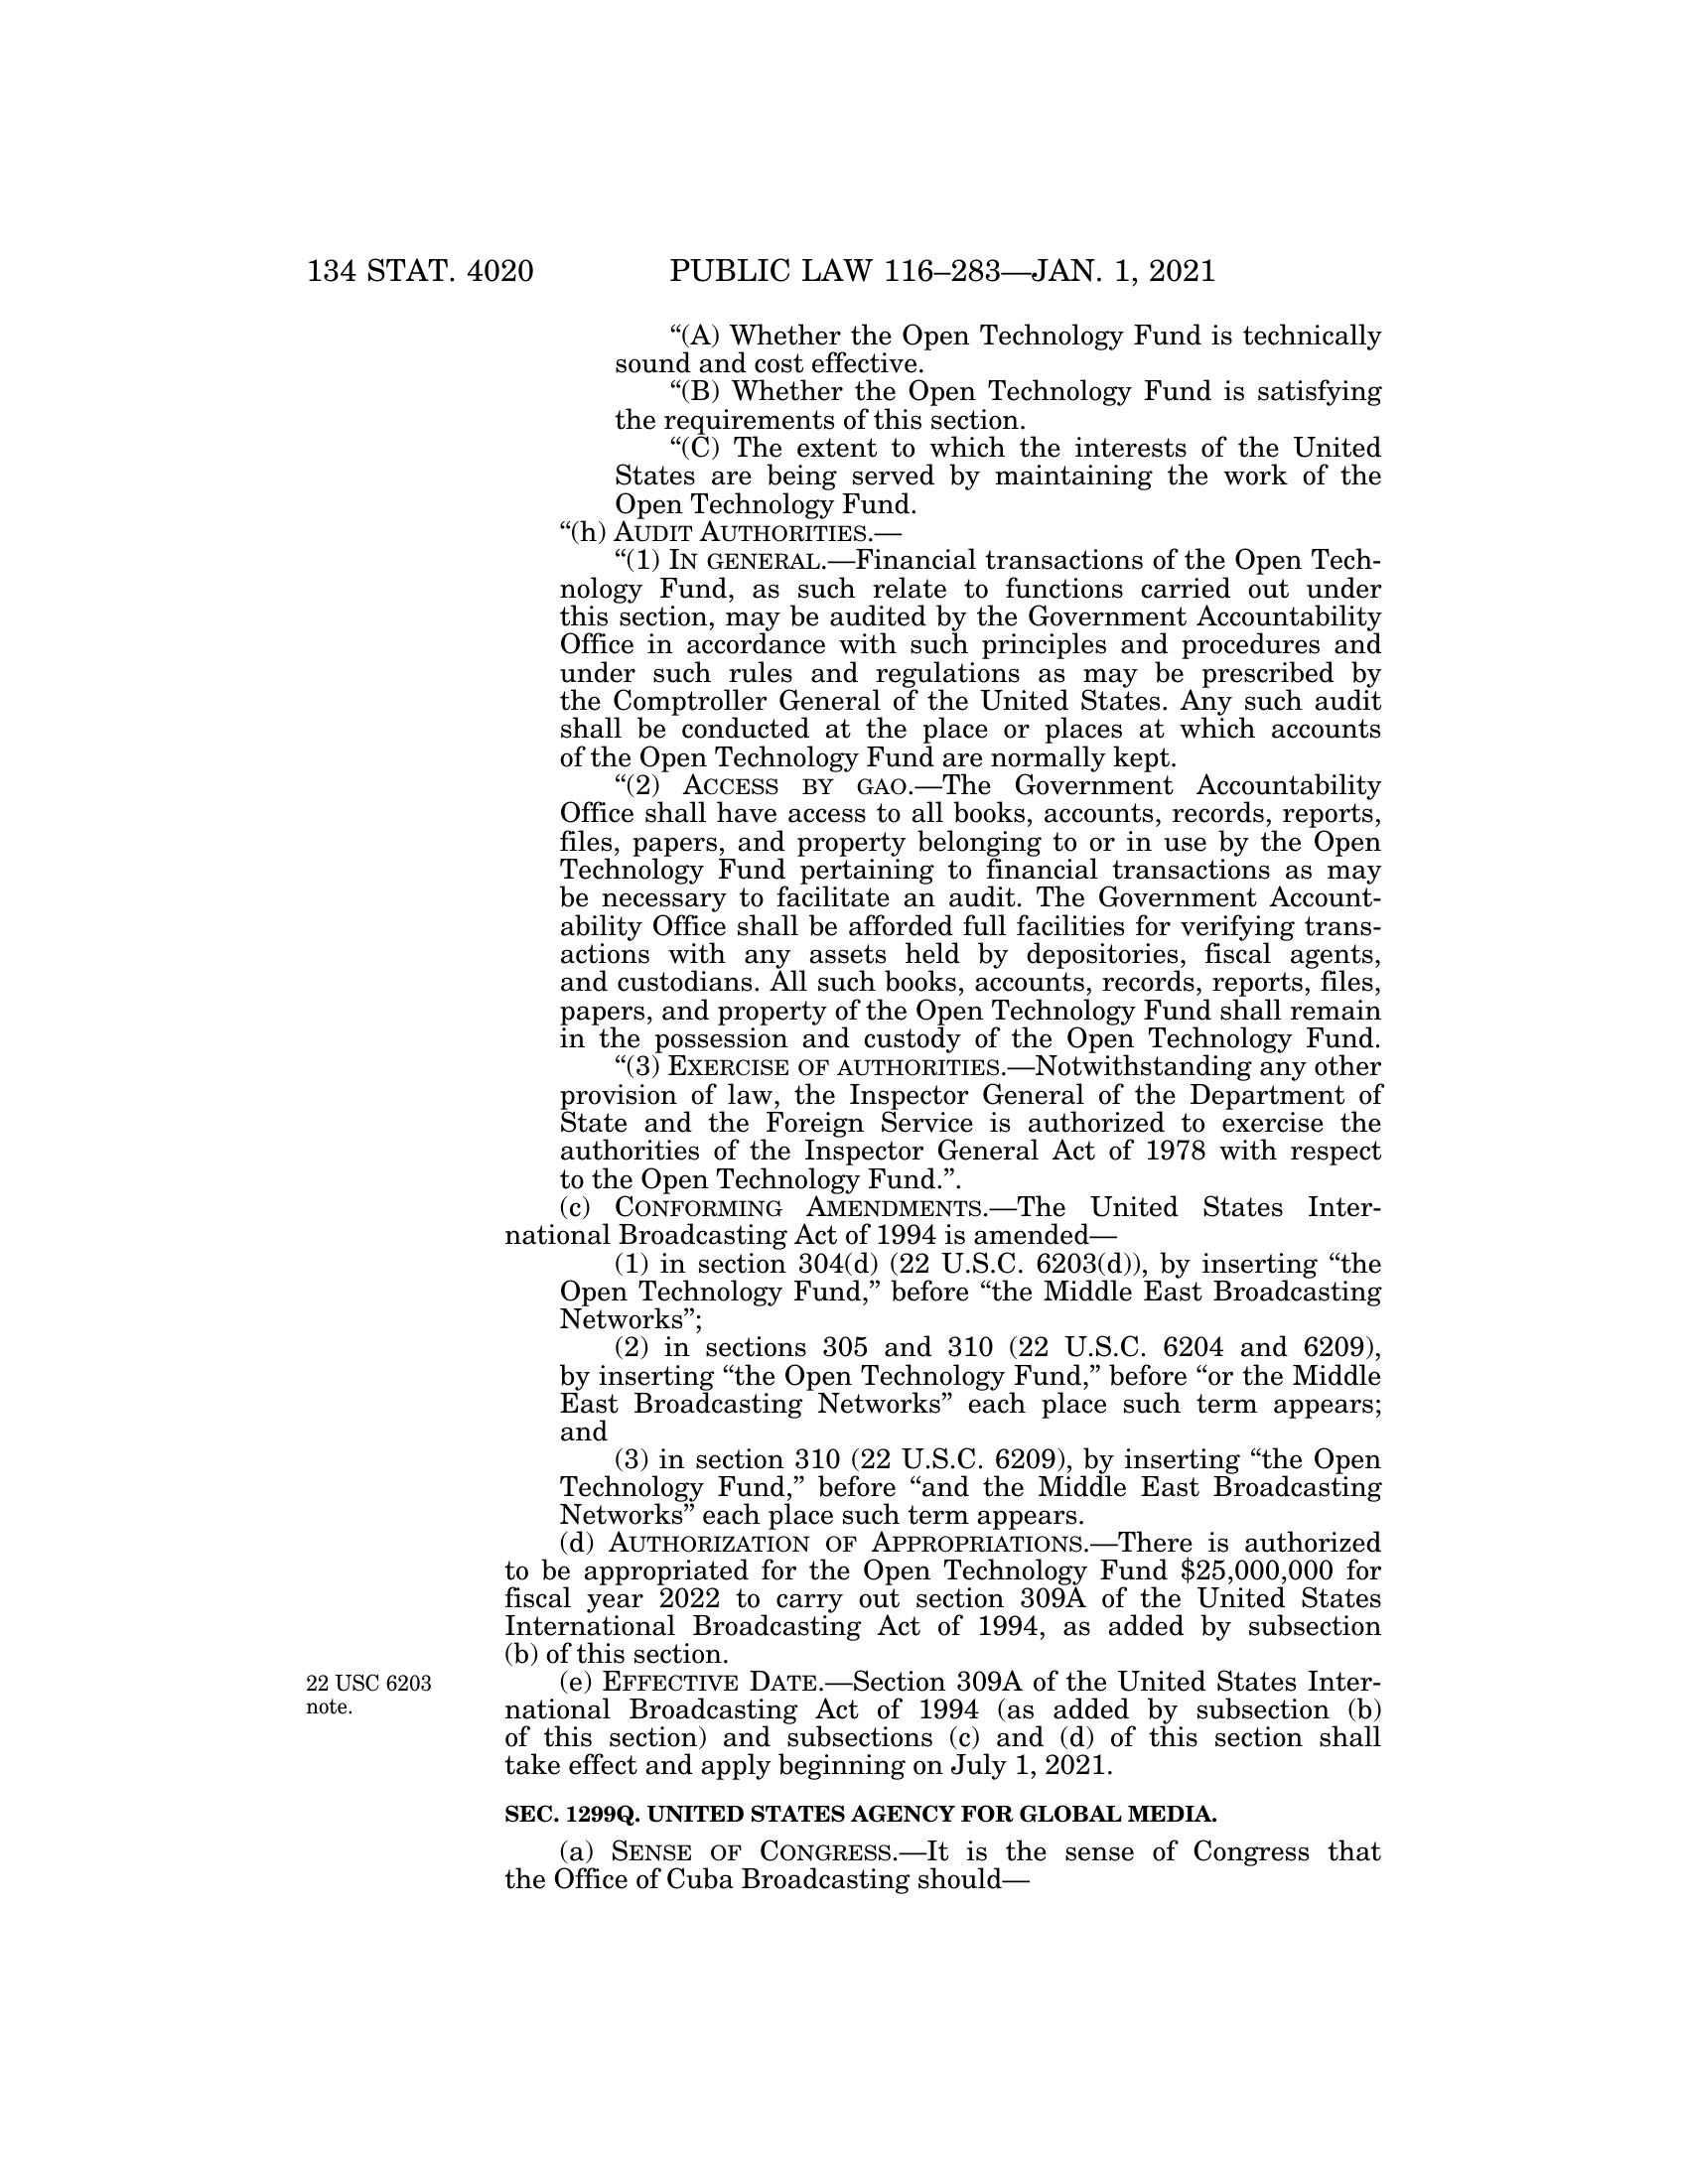 134 STAT. 4020 PUBLIC LAW 116–283—JAN. 1, 2021
“(A) Whether the Open Technology Fund is technically
sound and cost effective.
“(B) Whether the Open Technology Fund is satisfying
the requirements of this section.
“(C) The extent to which the interests of the United
States are being served by maintaining the work of the
Open Technology Fund.
“(h) AUDIT AUTHORITIES.—
“(1) IN GENERAL.—Financial transactions of the Open Tech-
nology Fund, as such relate to functions carried out under
this section, may be audited by the Government Accountability
Office in accordance with such principles and procedures and
under such rules and regulations as may be prescribed by
the Comptroller General of the United States. Any such audit
shall be conducted at the place or places at which accounts
of the Open Technology Fund are normally kept.
“(2) ACCESS BY GAO.—The Government Accountability
Office shall have access to all books, accounts, records, reports,
files, papers, and property belonging to or in use by the Open
Technology Fund pertaining to financial transactions as may
be necessary to facilitate an audit. The Government Account-
ability Office shall be afforded full facilities for verifying trans-
actions with any assets held by depositories, fiscal agents,
and custodians. All such books, accounts, records, reports, files,
papers, and property of the Open Technology Fund shall remain
in the possession and custody of the Open Technology Fund.
“(3) EXERCISE OF AUTHORITIES.—Notwithstanding any other
provision of law, the Inspector General of the Department of
State and the Foreign Service is authorized to exercise the
authorities of the Inspector General Act of 1978 with respect
to the Open Technology Fund.”.
(c) CONFORMING AMENDMENTS.—The United States Inter-
national Broadcasting Act of 1994 is amended—
(1) in section 304(d) (22 U.S.C. 6203(d)), by inserting “the
Open Technology Fund,” before “the Middle East Broadcasting
Networks”;
(2) in sections 305 and 310 (22 U.S.C. 6204 and 6209),
by inserting “the Open Technology Fund,” before “or the Middle
East Broadcasting Networks” each place such term appears;
and
(3) in section 310 (22 U.S.C. 6209), by inserting “the Open
Technology Fund,” before “and the Middle East Broadcasting
Networks” each place such term appears.
(d) AUTHORIZATION OF APPROPRIATIONS.—There is authorized
to be appropriated for the Open Technology Fund $25,000,000 for
fiscal year 2022 to carry out section 309A of the United States
International Broadcasting Act of 1994, as added by subsection
(b) of this section.
22 USC 6203
note.
(e) EFFECTIVE DATE.—Section 309A of the United States Inter-
national Broadcasting Act of 1994 (as added by subsection (b)
of this section) and subsections (c) and (d) of this section shall
take effect and apply beginning on July 1, 2021.
SEC. 1299Q. UNITED STATES AGENCY FOR GLOBAL MEDIA.
(a) SENSE OF CONGRESS.—It is the sense of Congress that
the Office of Cuba Broadcasting should—